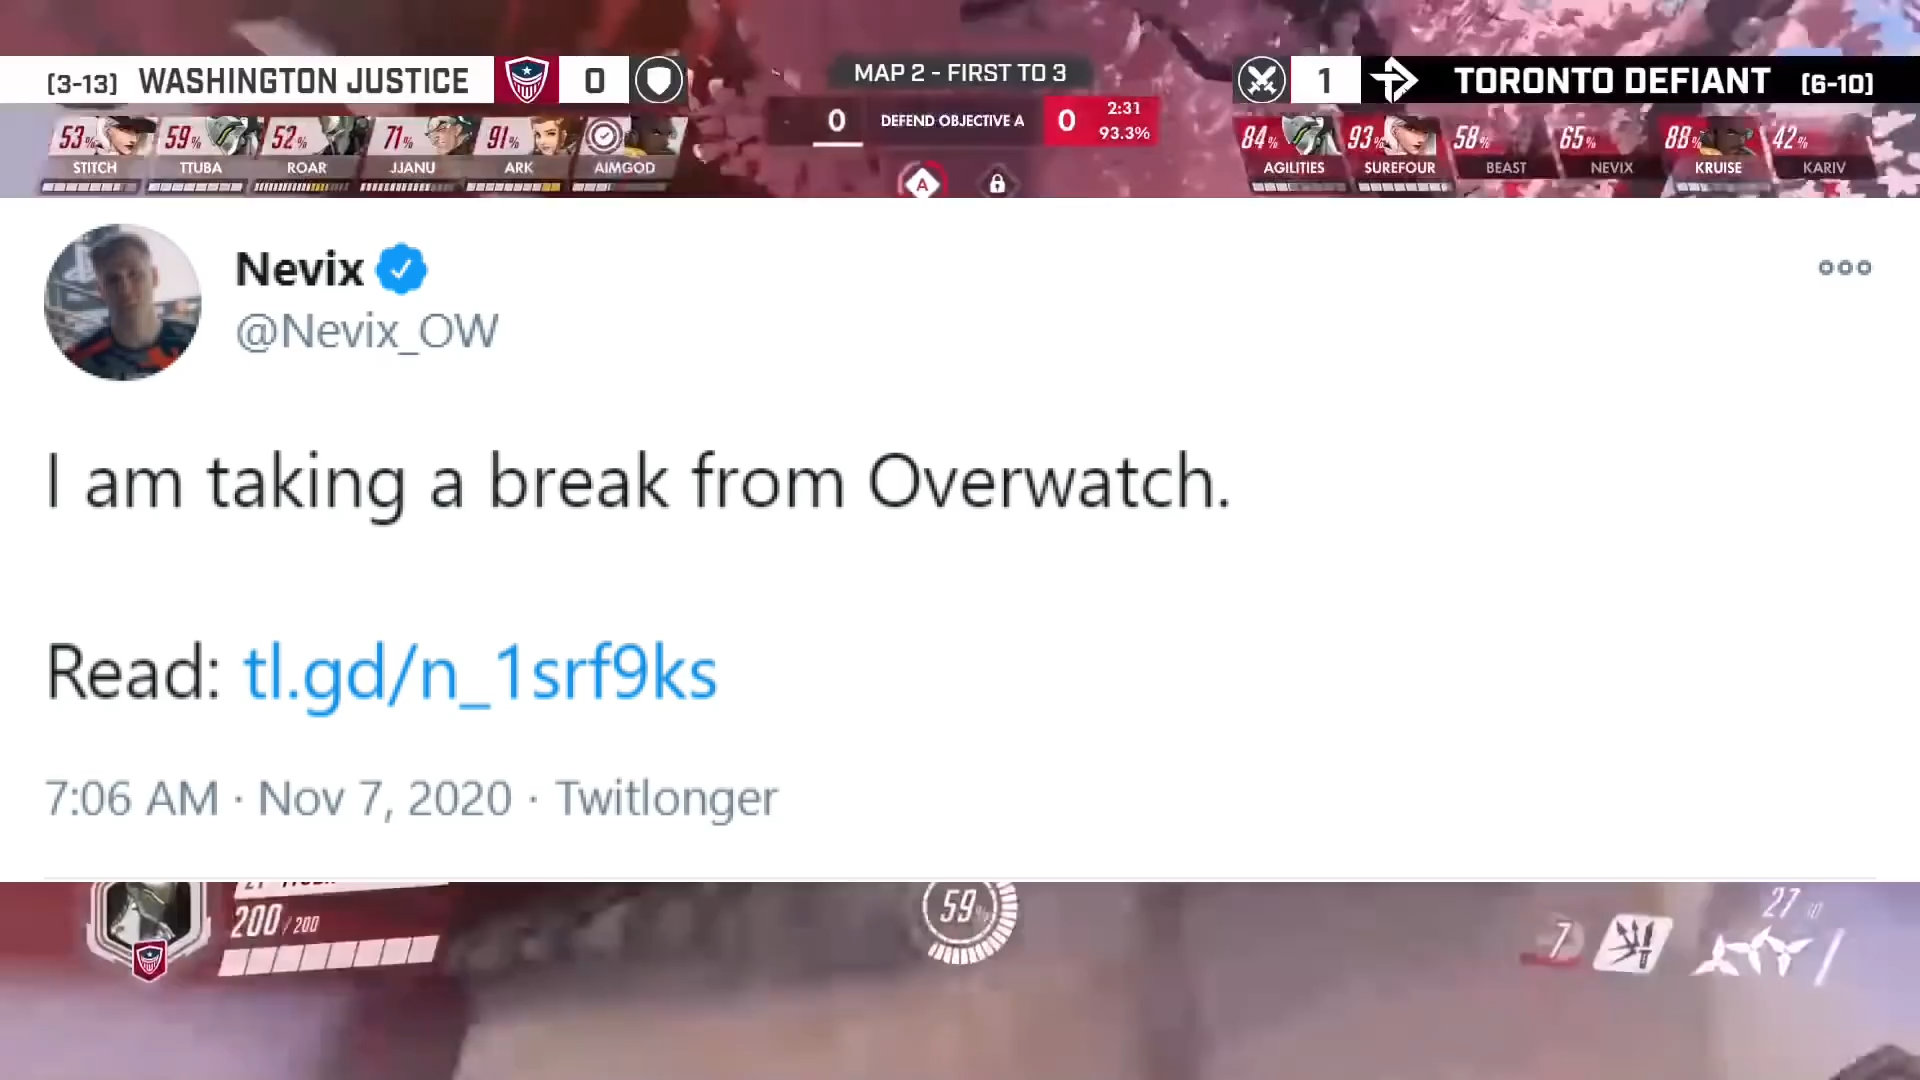 [3-13] WASHINGTON JUSTICE 0
MAP 2 - FIRST TO 3
1 TORONTO DEFIANT [6-10]
0 DEFEND OBJECTIVE A 0 2:31 93.3%
53% 59% 52% 71% 91%
84% 93% 58% 65% 88% 42%
STITCH TTUBA ROAR JJANU ARK AIMGOD
A
AGILITIES SUREFOUR BEAST NEVIX KRUISE KARIV
Nevix
@Nevix_OW
I am taking a break from Overwatch.
Read: tl.gd/n_1srf9ks
7:06 AM · Nov 7, 2020 · Twitlonger
200/200
59%
7
27